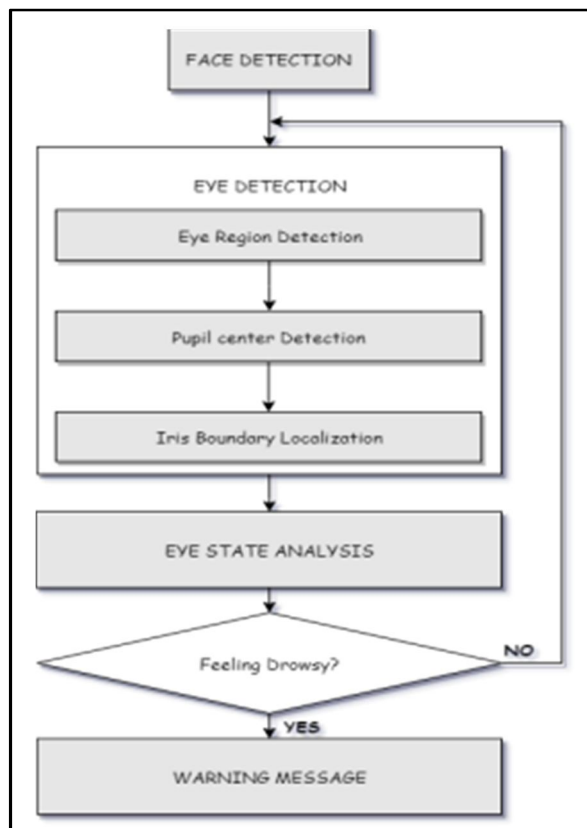 FACE DETECTION
EYE DETECTION
Eye Region Detection
Pupil center Detection
Iris Boundary Localization
EYE STATE ANALYSIS
Feeling Drowsy?
NO
YES
WARNING MESSAGE